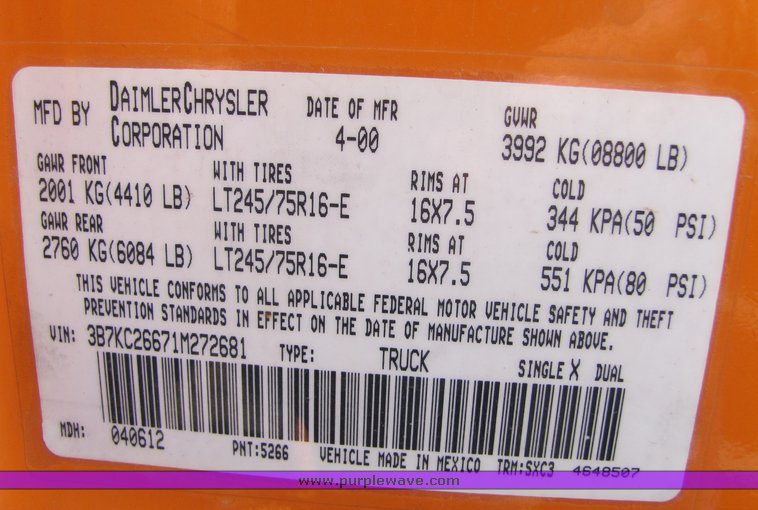 MFD BY DAIMLERCHRYSLER CORPORATION
DATE OF MFR 4-00
GVWR 3992 KG(08800 LB)
GAWR FRONT WITH TIRES RIMS AT COLD
2001 KG(4410 LB) LT245/75R16-E 16X7.5 344 KPA(50 PSI)
GAWR REAR WITH TIRES RIMS AT COLD
2760 KG(6084 LB) LT245/75R16-E 16X7.5 551 KPA(80 PSI)
THIS VEHICLE CONFORMS TO ALL APPLICABLE FEDERAL MOTOR VEHICLE SAFETY AND THEFT
PREVENTION STANDARDS IN EFFECT ON THE DATE OF MANUFACTURE SHOWN ABOVE.
VIN: 3B7KC26671M272681 TYPE: TRUCK SINGLE X DUAL
MDH: 040612 PNT:5266 VEHICLE MADE IN MEXICO TRM:SXC3 4648507
www.purplewave.com